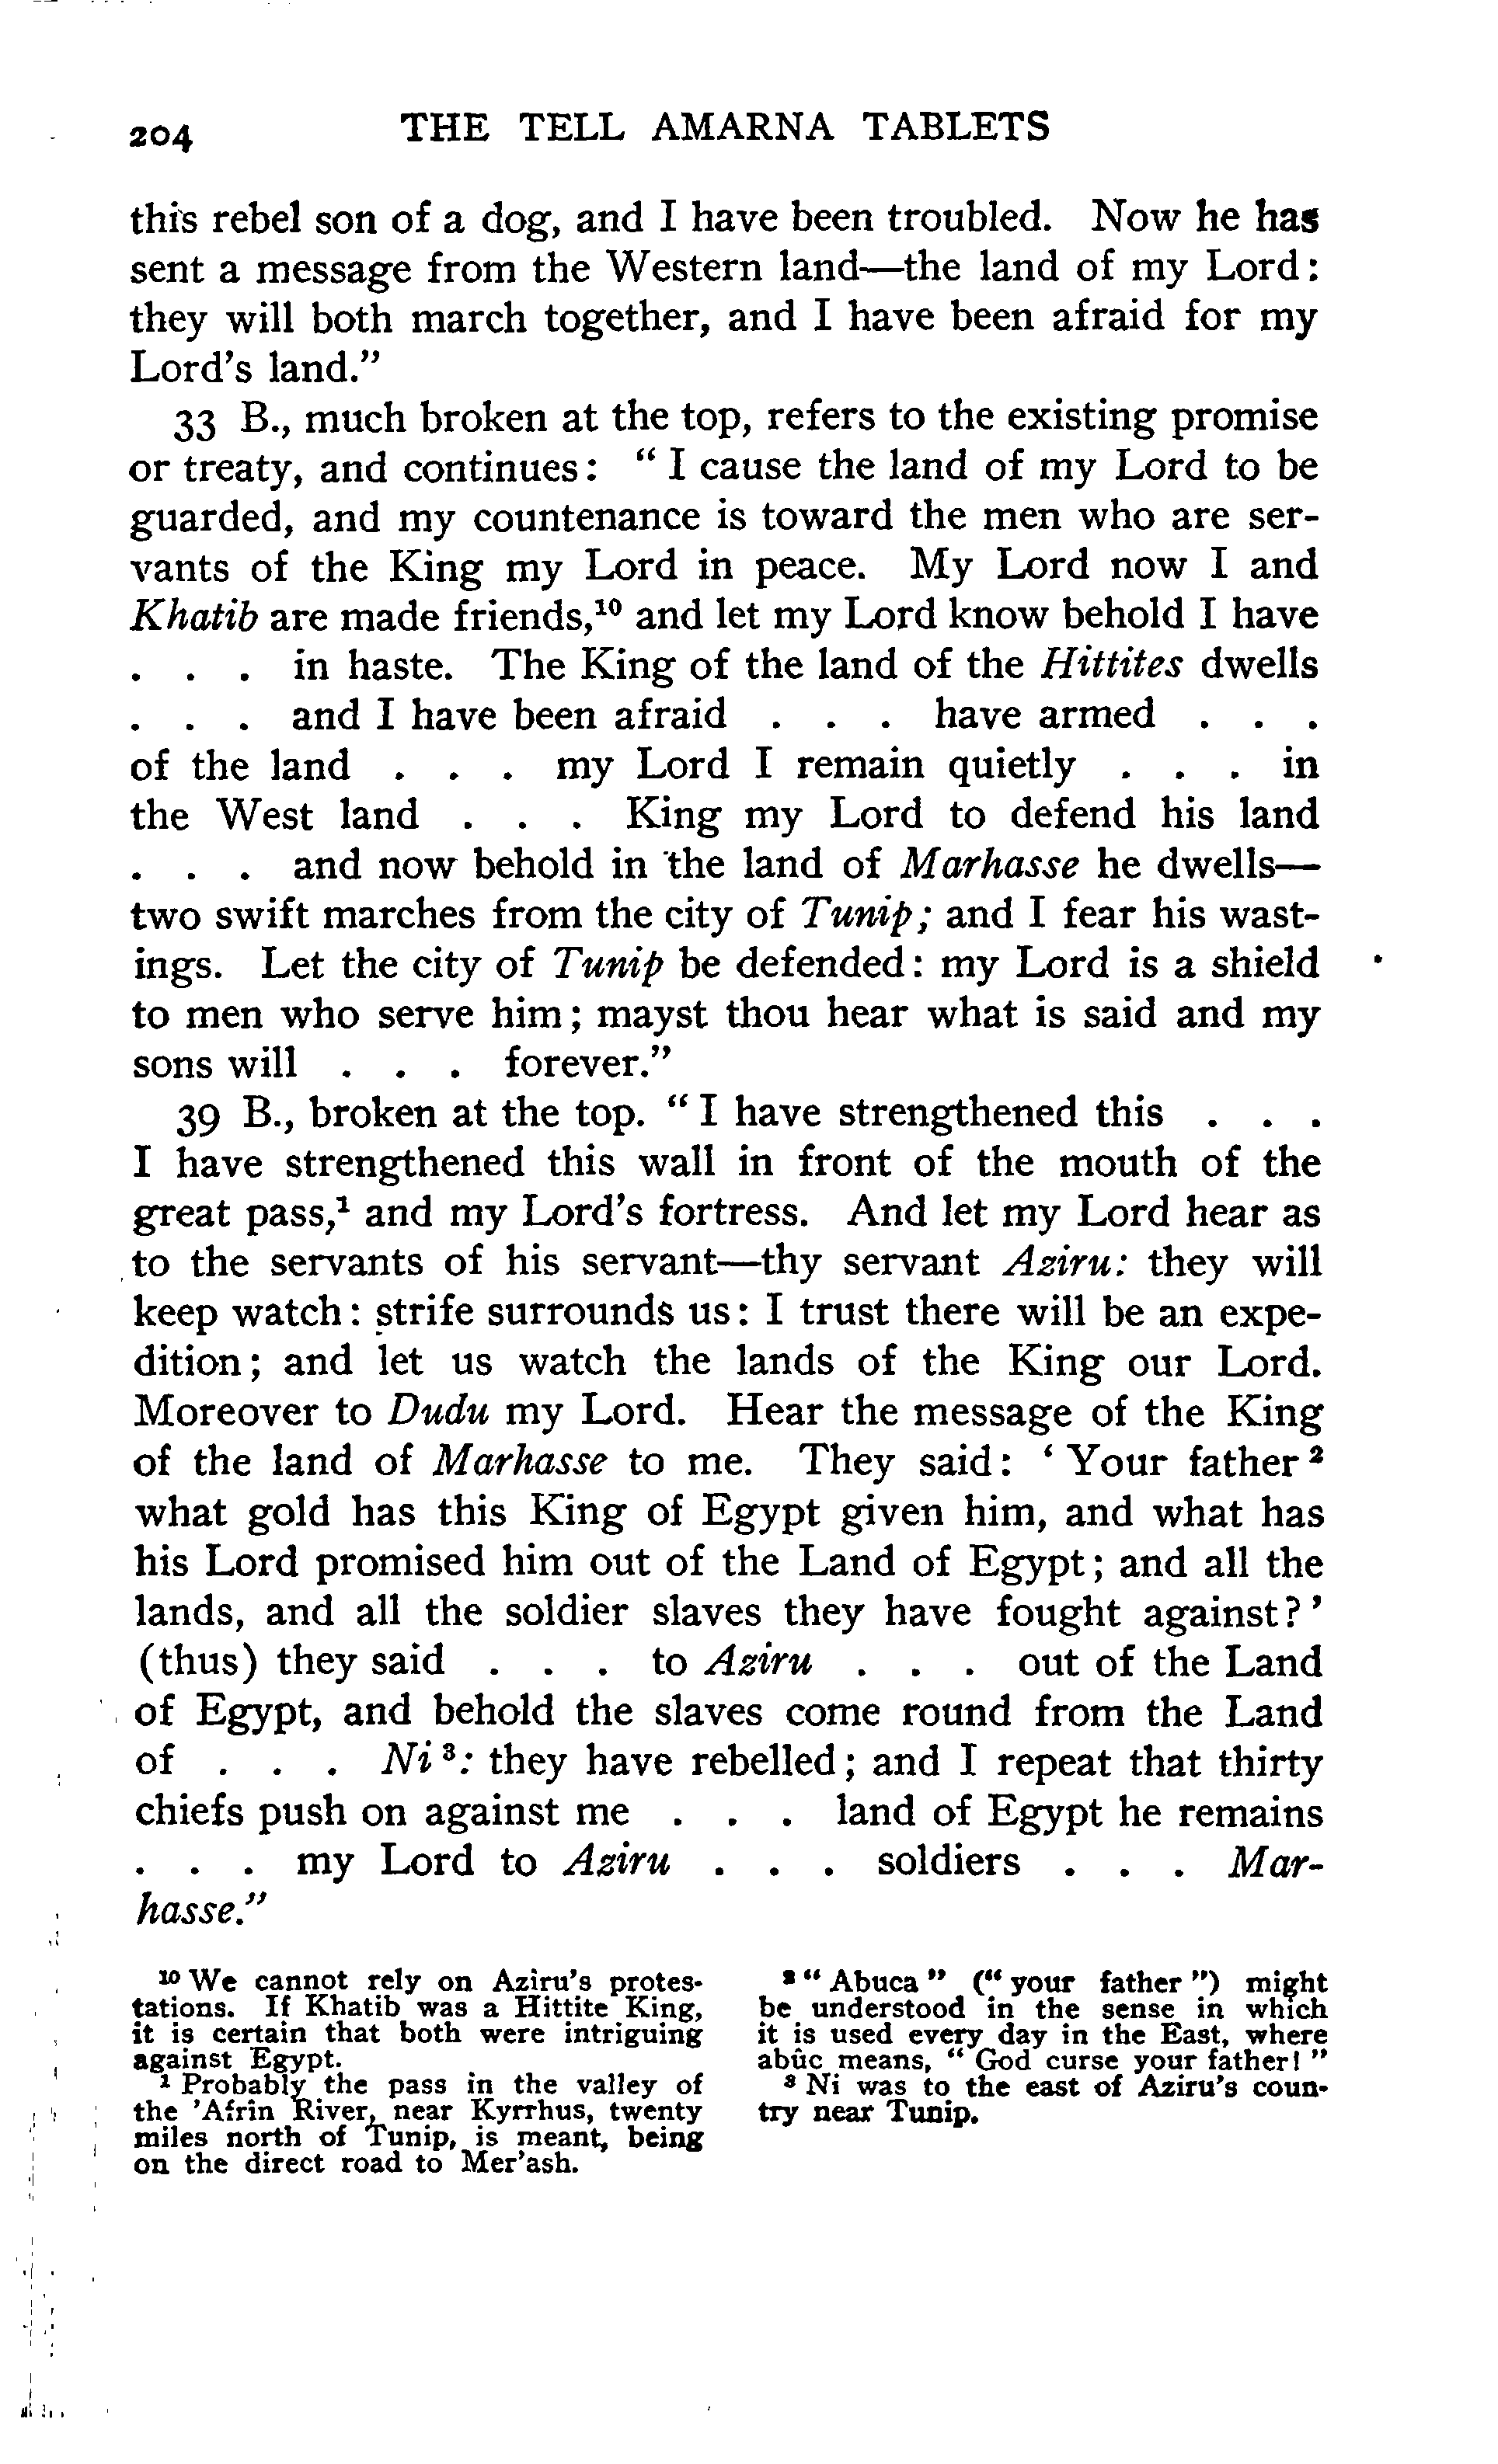 204 THE TELL AMARNA TABLETS
this rebel son of a dog, and I have been troubled. Now he has
sent a message from the Western land—the land of my Lord:
they will both march together, and I have been afraid for my
Lord's land."
33 B., much broken at the top, refers to the existing promise
or treaty, and continues: "I cause the land of my Lord to be
guarded, and my countenance is toward the men who are ser-
vants of the King my Lord in peace. My Lord now I and
Khatib are made friends,¹⁰ and let my Lord know behold I have
. . . in haste. The King of the land of the Hittites dwells
. . . and I have been afraid . . . have armed . . .
of the land . . . my Lord I remain quietly . . . in
the West land . . . King my Lord to defend his land
. . . and now behold in the land of Marhasse he dwells—
two swift marches from the city of Tunip; and I fear his wast-
ings. Let the city of Tunip be defended: my Lord is a shield
to men who serve him; mayst thou hear what is said and my
sons will . . . forever."
39 B., broken at the top. "I have strengthened this . . .
I have strengthened this wall in front of the mouth of the
great pass,¹ and my Lord's fortress. And let my Lord hear as
to the servants of his servant—thy servant Aziru: they will
keep watch: strife surrounds us: I trust there will be an expe-
dition; and let us watch the lands of the King our Lord.
Moreover to Dudu my Lord. Hear the message of the King
of the land of Marhasse to me. They said: 'Your father²
what gold has this King of Egypt given him, and what has
his Lord promised him out of the Land of Egypt; and all the
lands, and all the soldier slaves they have fought against?'
(thus) they said . . . to Aziru . . . out of the Land
of Egypt, and behold the slaves come round from the Land
of . . . Ni³: they have rebelled; and I repeat that thirty
chiefs push on against me . . . land of Egypt he remains
. . . my Lord to Aziru . . . soldiers . . . Mar-
hasse."
¹⁰ We cannot rely on Aziru's protes-
tations. If Khatib was a Hittite King,
it is certain that both were intriguing
against Egypt.
¹ Probably the pass in the valley of
the 'Afrin River, near Kyrrhus, twenty
miles north of Tunip, is meant, being
on the direct road to Mer'ash.
² "Abuca" ("your father") might
be understood in the sense in which
it is used every day in the East, where
abûc means, "God curse your father!"
³ Ni was to the east of Aziru's coun-
try near Tunip.